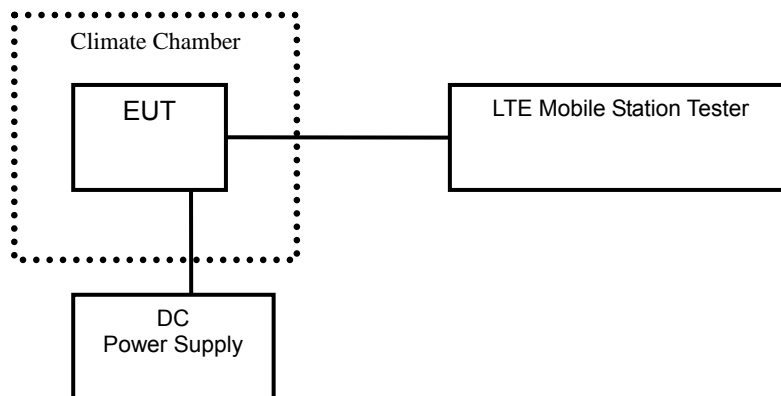 Climate Chamber
EUT
LTE Mobile Station Tester
DC
Power Supply